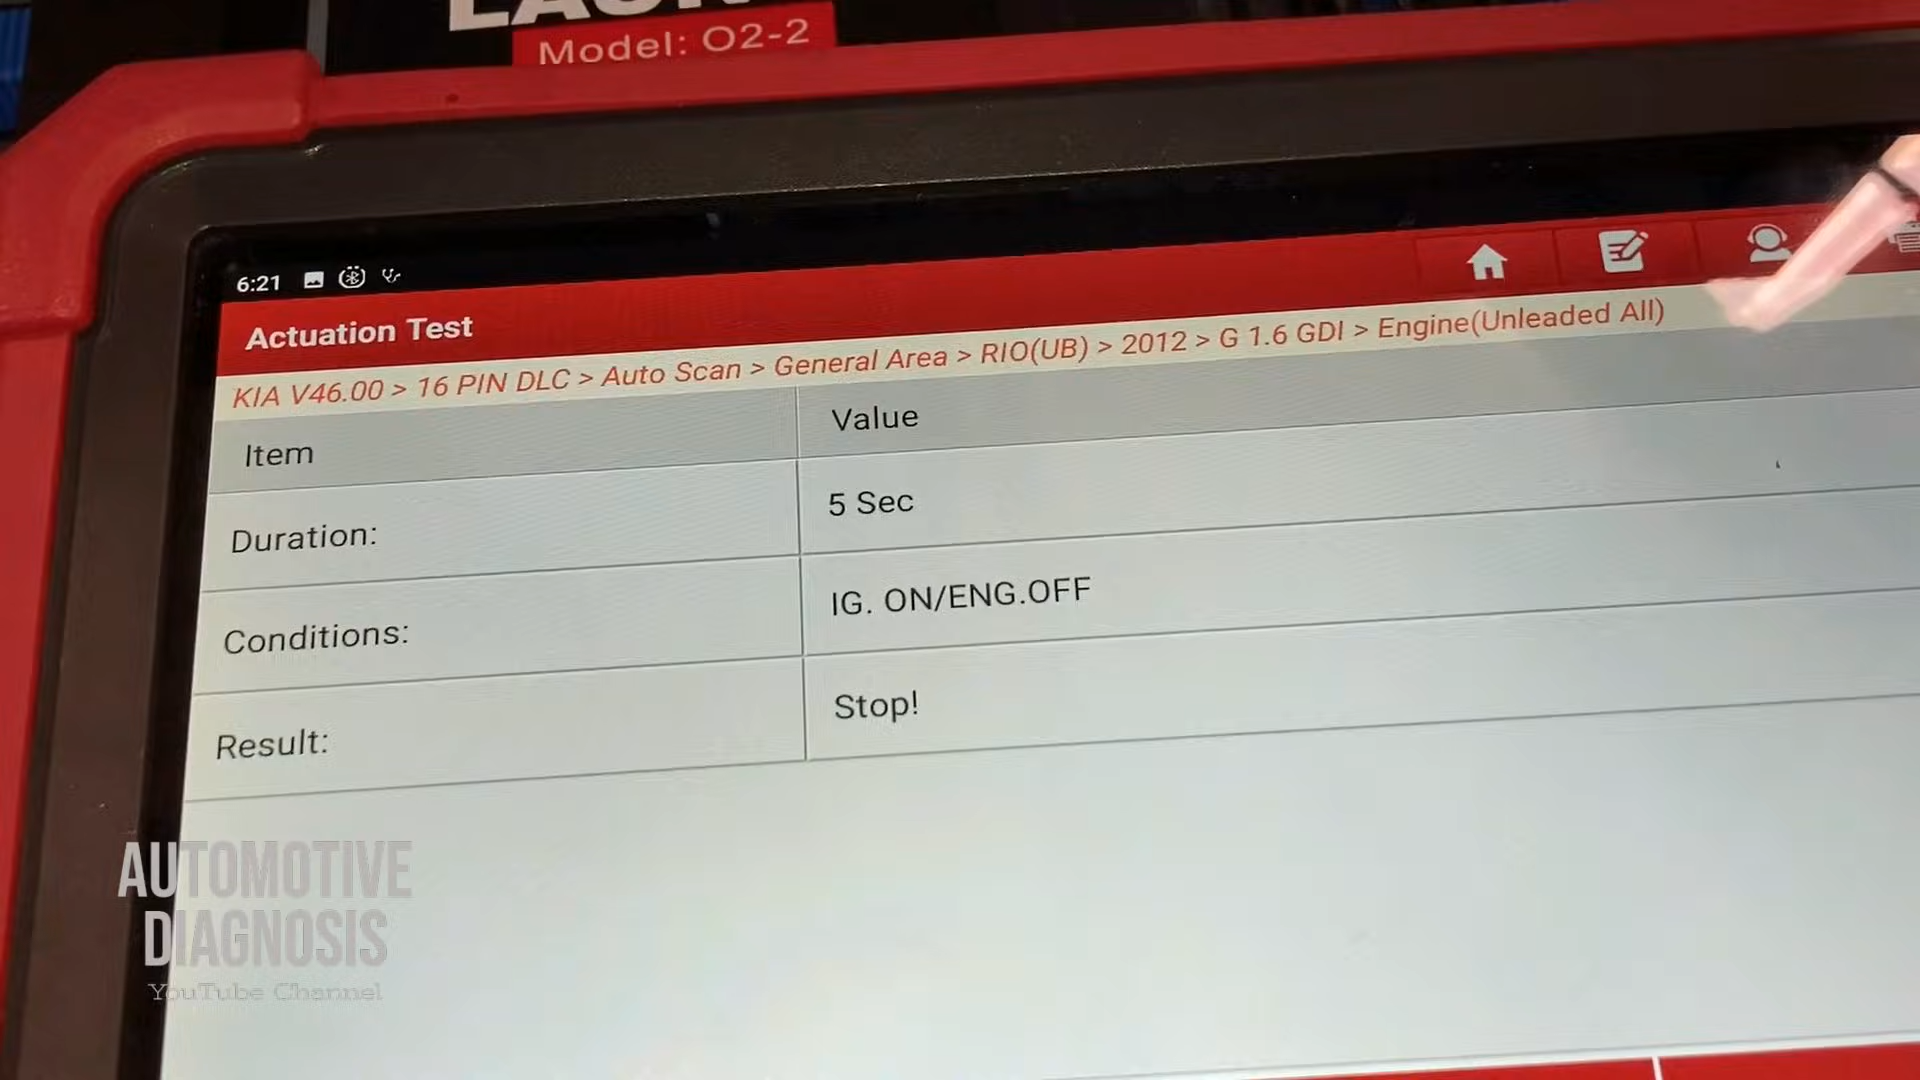 Model: O2-2
6:21
Actuation Test
KIA V46.00 > 16 PIN DLC > Auto Scan > General Area > RIO(UB) > 2012 > G 1.6 GDI > Engine(Unleaded All)
Item Value
Duration: 5 Sec
Conditions: IG. ON/ENG.OFF
Result: Stop!
AUTOMOTIVE
DIAGNOSIS
YouTube Channel